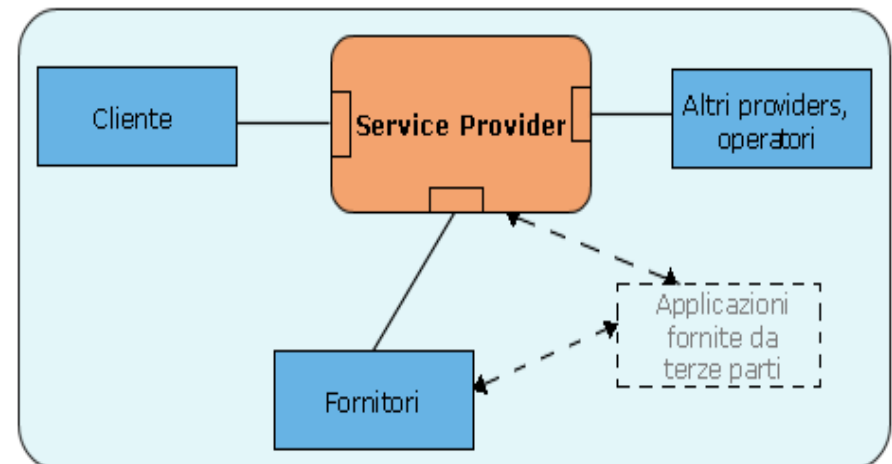 Cliente
Service Provider
Altri providers,
operatori
Applicazioni
fornite da
terze parti
Fornitori